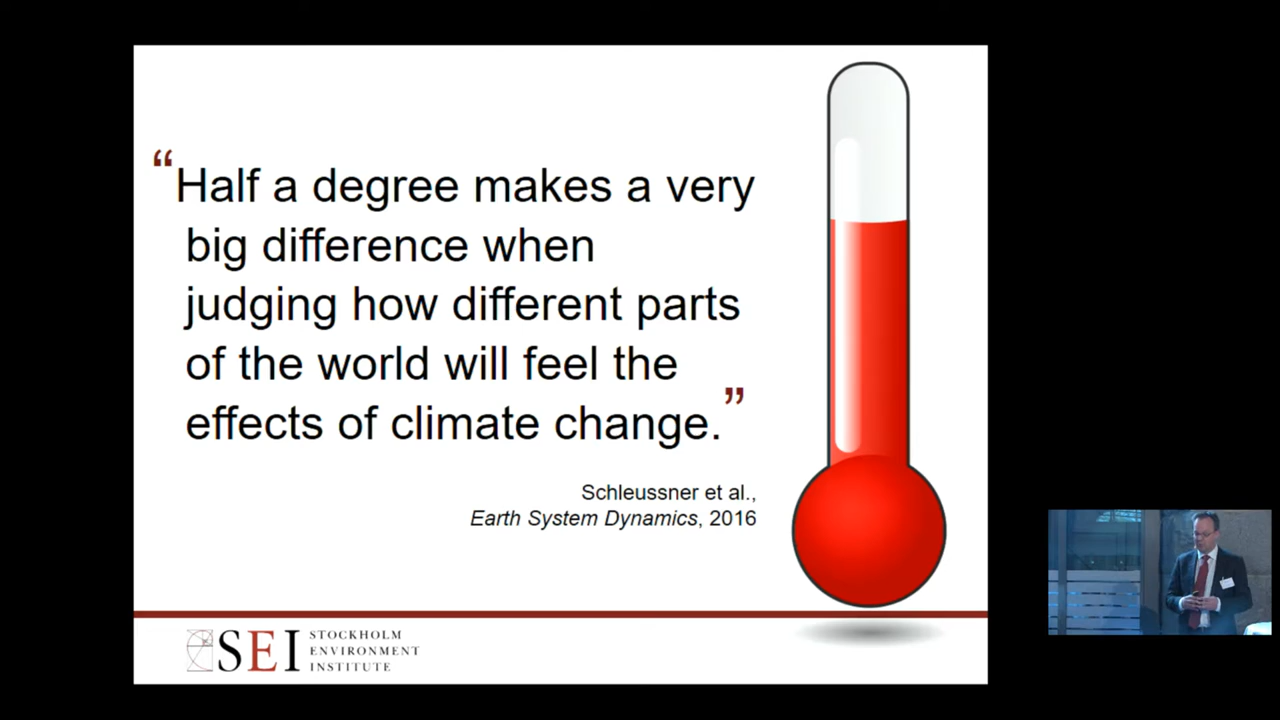 “Half a degree makes a very
big difference when
judging how different parts
of the world will feel the
effects of climate change.”
Schleussner et al.,
Earth System Dynamics, 2016
SEI
STOCKHOLM
ENVIRONMENT
INSTITUTE